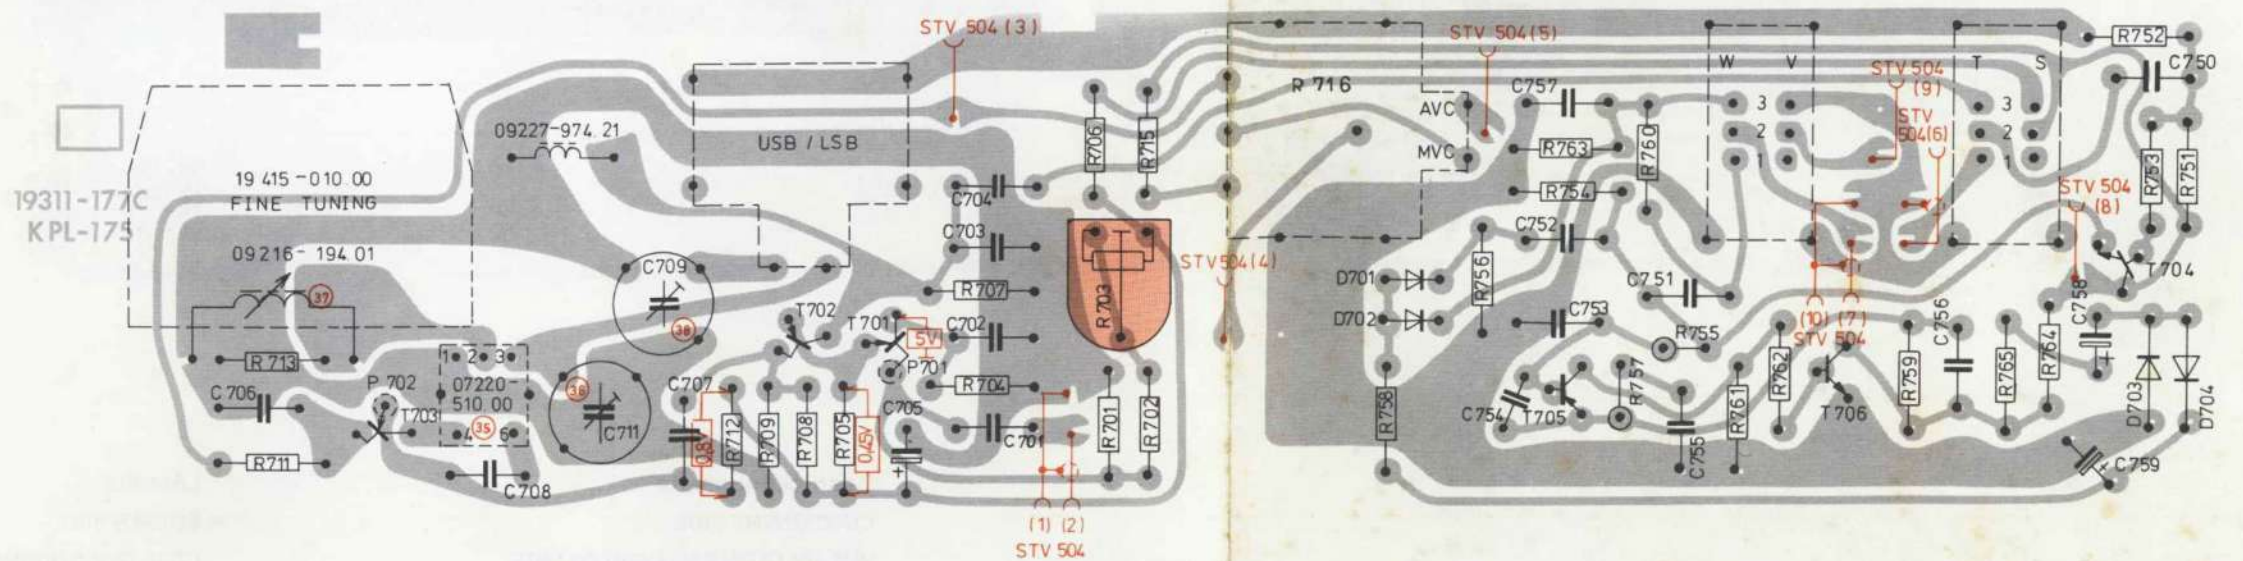 STV 504 (3)
STV 504 (5)
R752
C750
W
V
STV 504
(9)
T
S
R 716
C757
AVC
MVC
3
2
1
3
2
1
STV
504(6)
09227-974.21
USB / LSB
R706
R715
R763
R760
R754
R753
R751
19311-177C
KPL-175
19 415-010.00
FINE TUNING
C704
STV 504
(8)
C703
C752
09216-194.01
C709
STV504(4)
R756
D701
D702
T704
37
R707
R703
C751
C758
38
T702
T701
5V
C702
C753
R755
(10) (7)
STV 504
C756
R713
1
2
3
P701
R762
R759
R765
R764
P 702
07220-
510 00
36
C707
R704
R757
C706
T703
C705
C754
T705
R761
T706
D703
D704
4
35
6
C711
0,8V
R712
R709
R708
R705
0,45V
C701
R701
R702
R758
C755
R711
C708
C759
(1) (2)
STV 504